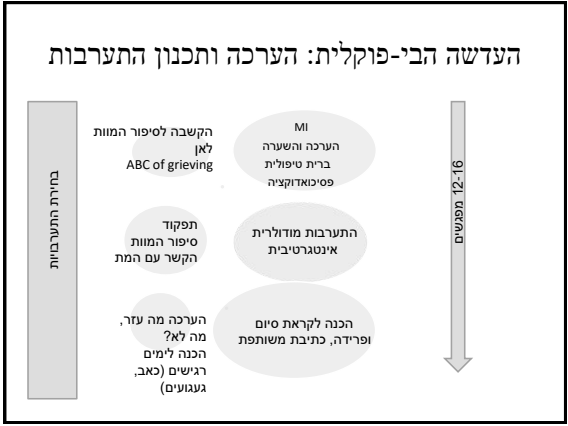 העדשה הבי-פוקלית: הערכה ותכנון התערבות
12-16 מפגשים
MI
הערכה והשערה
ברית טיפולית
פסיכואדוקציה
הקשבה לסיפור המוות
לאן
ABC of grieving
התערבות מודולרית
אינטגרטיבית
תפקוד
סיפור המוות
הקשר עם המת
הכנה לקראת סיום
ופרידה, כתיבת משותפת
הערכה מה עזר,
מה לא?
הכנה לימים
רגישים (כאב,
געגועים)
בחירת התערבויות